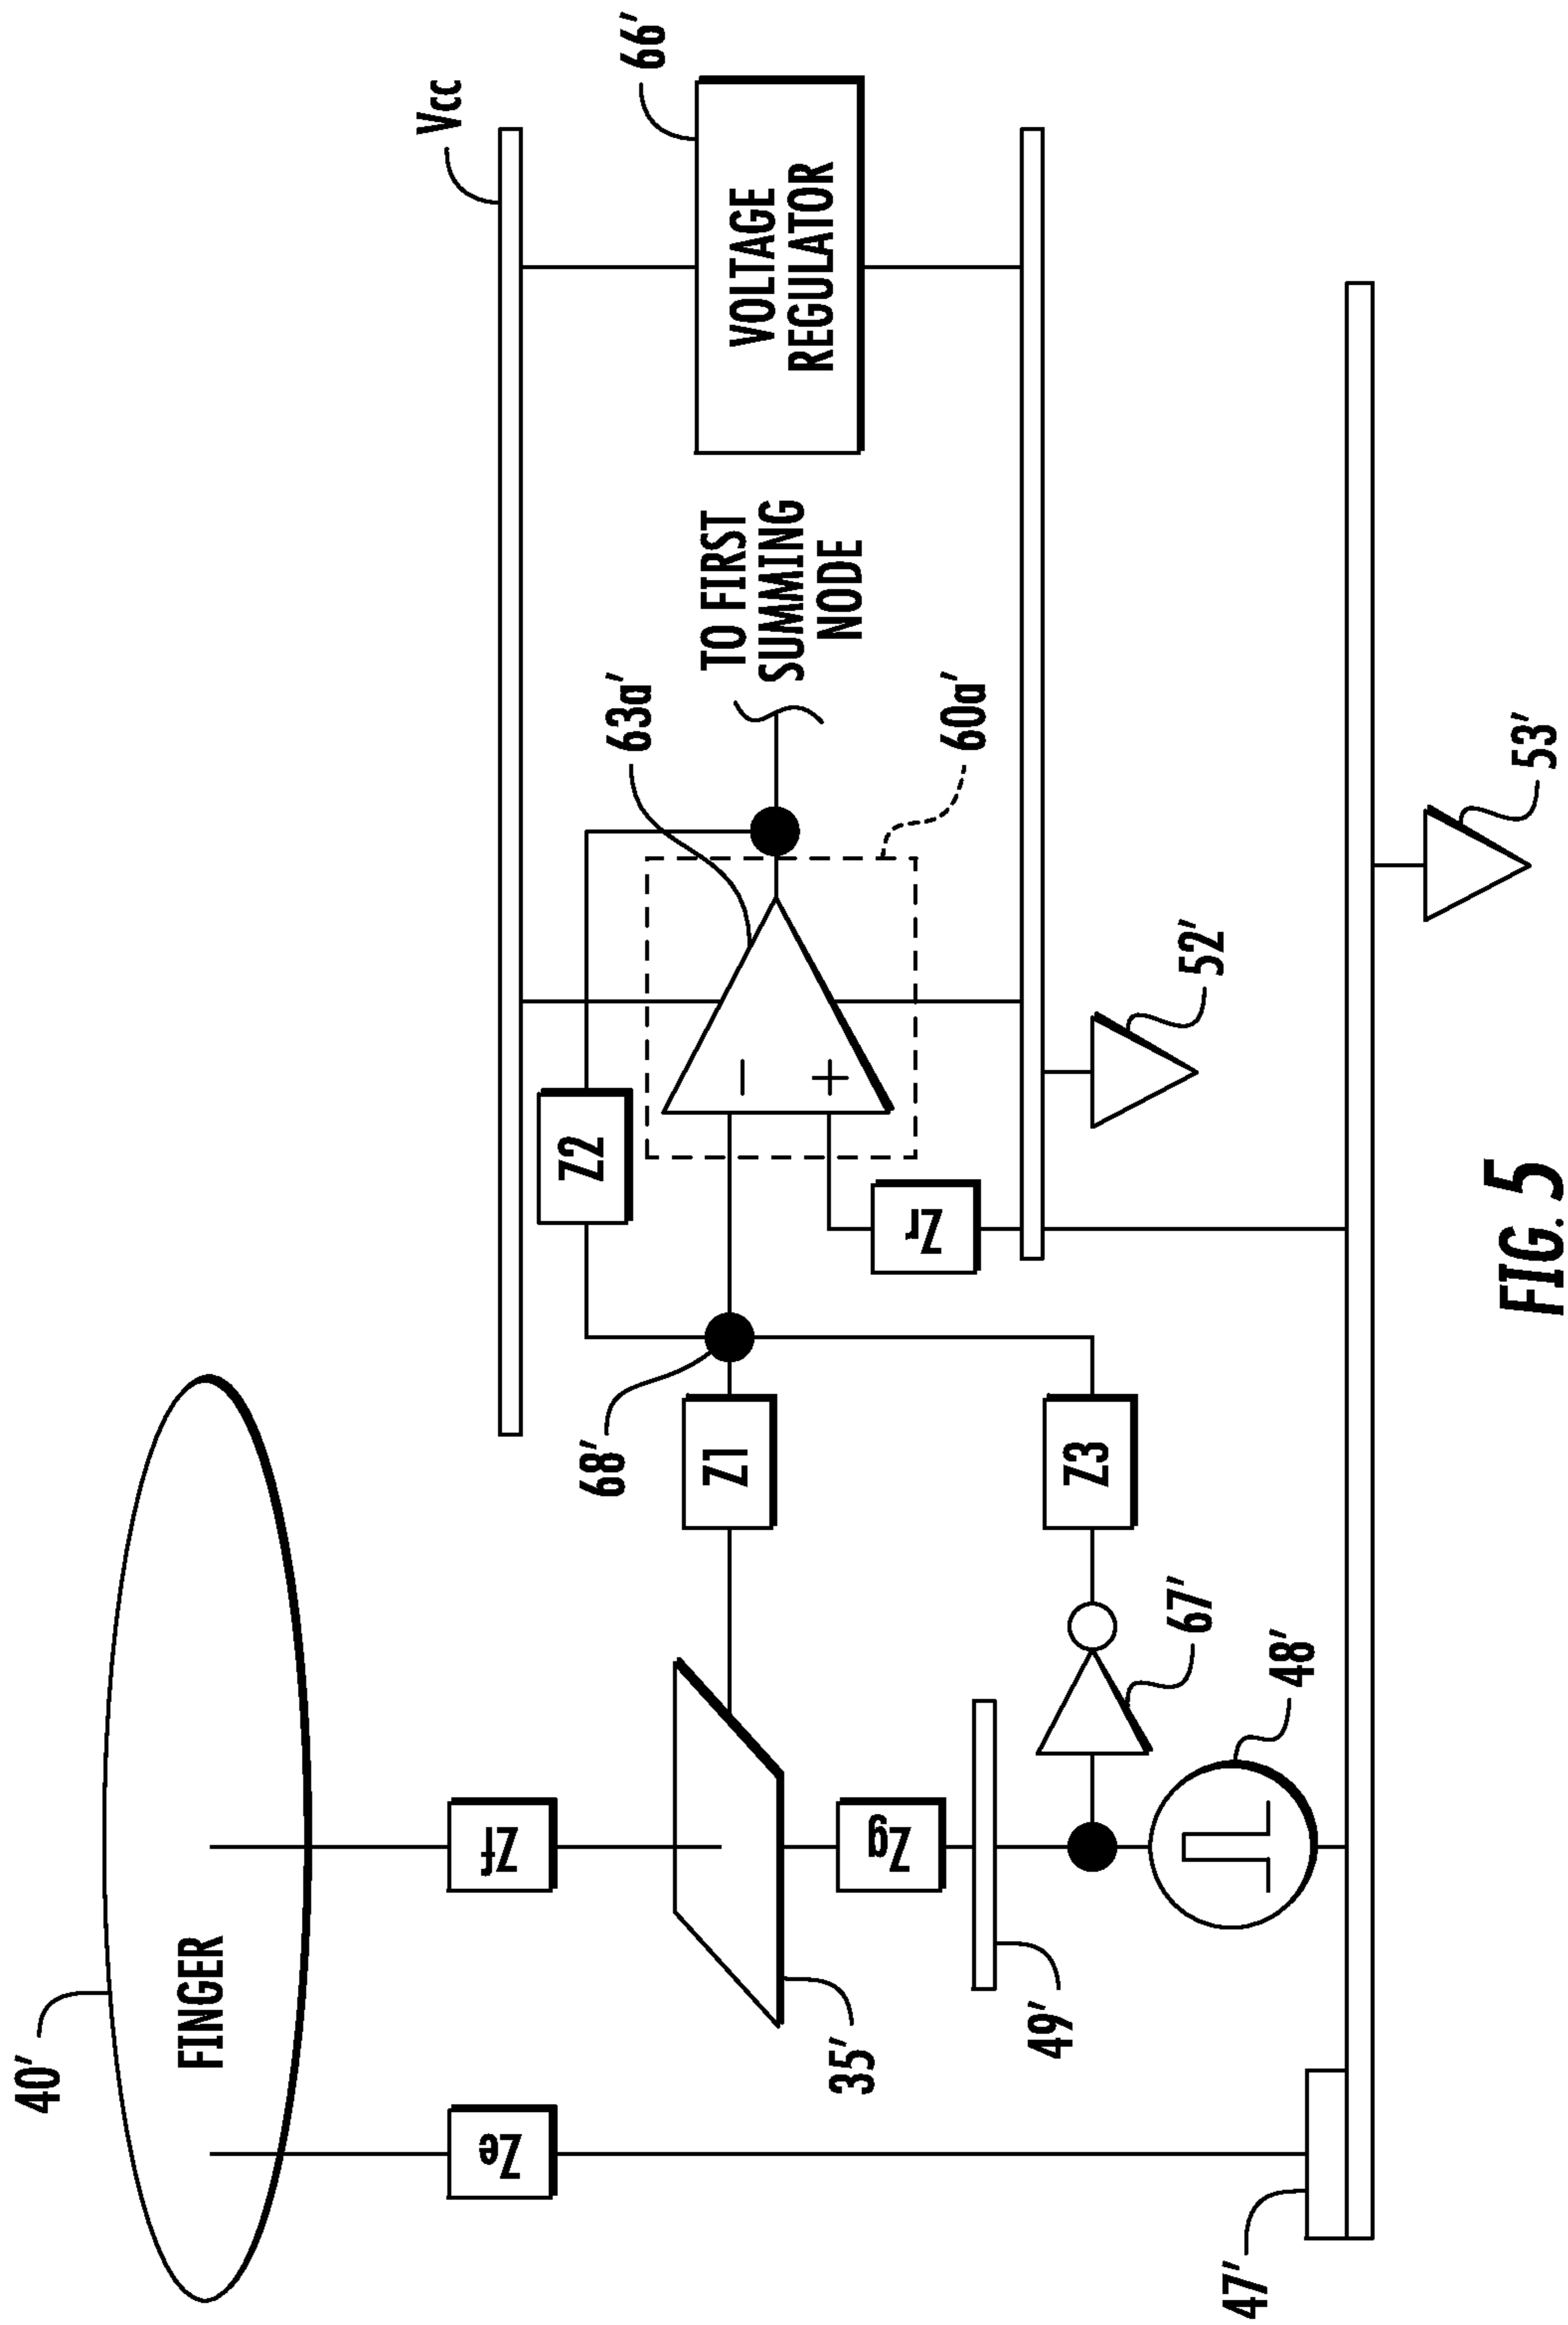 40′
FINGER
Ze
Zf
35′
Zg
49′
47′
48′
67′
Z1
Z3
68′
Z2
Zr
63a′
60a′
52′
53′
TO FIRST
SUMMING
NODE
Vcc
66′
VOLTAGE
REGULATOR
FIG. 5